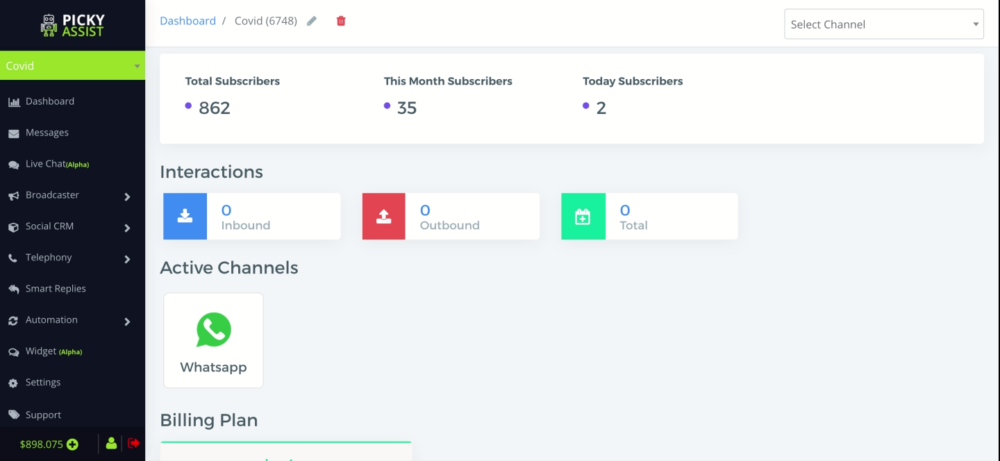 PICKY
ASSIST
Covid
Dashboard
Messages
Live Chat(Alpha)
Broadcaster
Social CRM
Telephony
Smart Replies
Automation
Widget (Alpha)
Settings
Support
$898.075
Dashboard / Covid (6748)
Select Channel
Total Subscribers
862
This Month Subscribers
35
Today Subscribers
2
Interactions
0
Inbound
0
Outbound
0
Total
Active Channels
Whatsapp
Billing Plan